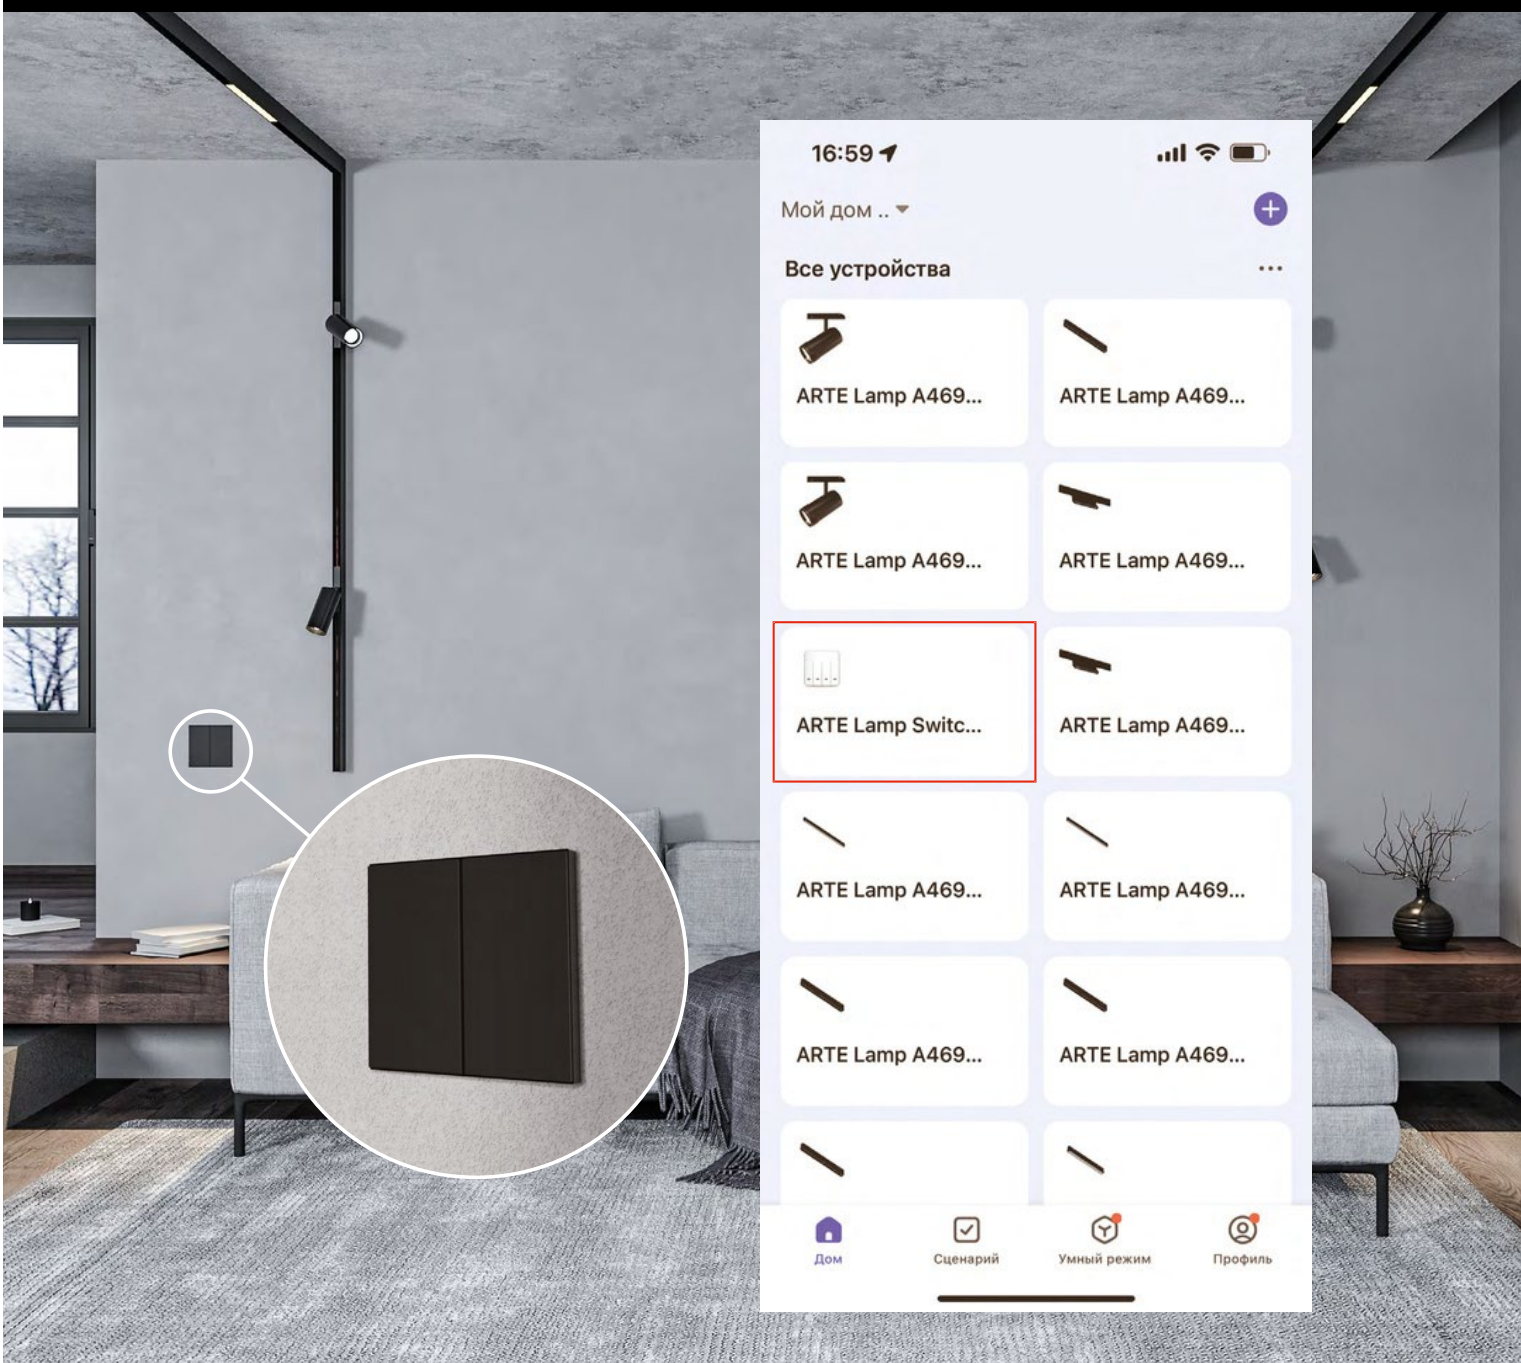 16:59
Мой дом ..
Все устройства
ARTE Lamp A469...
ARTE Lamp A469...
ARTE Lamp A469...
ARTE Lamp A469...
ARTE Lamp Switc...
ARTE Lamp A469...
ARTE Lamp A469...
ARTE Lamp A469...
ARTE Lamp A469...
ARTE Lamp A469...
Дом
Сценарий
Умный режим
Профиль